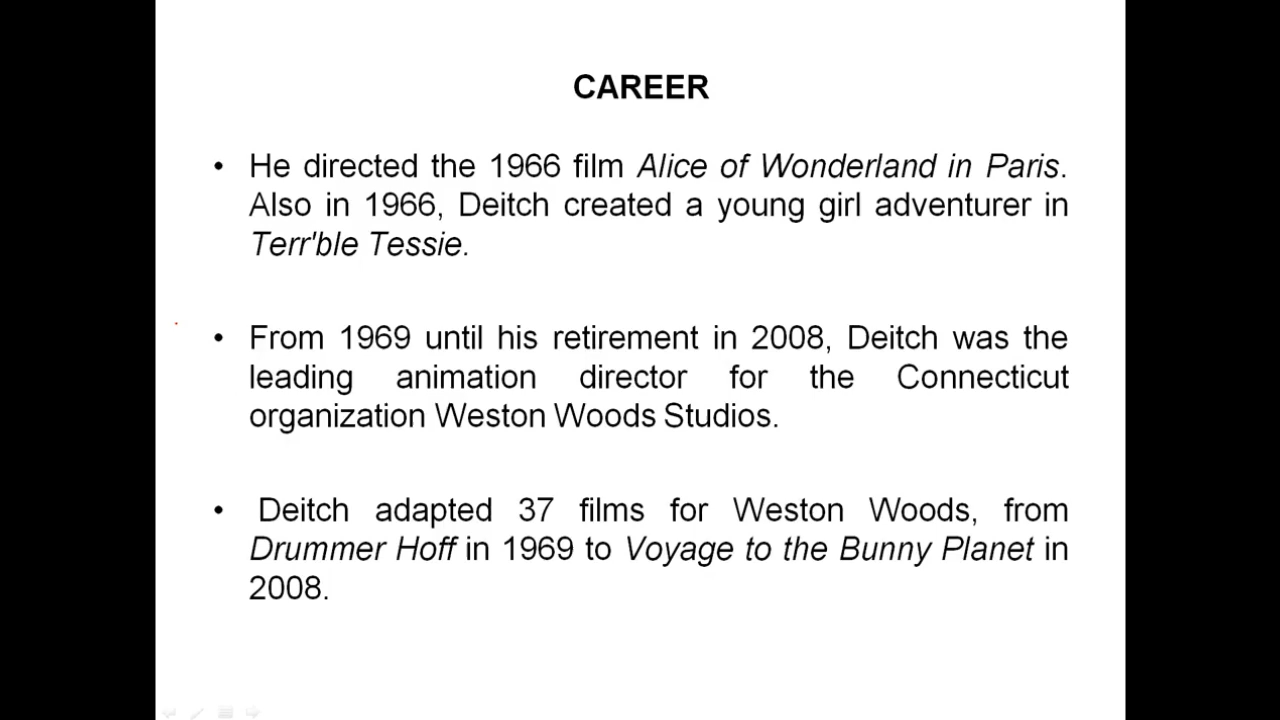 CAREER
• He directed the 1966 film Alice of Wonderland in Paris.
Also in 1966, Deitch created a young girl adventurer in
Terr'ble Tessie.
• From 1969 until his retirement in 2008, Deitch was the
leading animation director for the Connecticut
organization Weston Woods Studios.
• Deitch adapted 37 films for Weston Woods, from
Drummer Hoff in 1969 to Voyage to the Bunny Planet in
2008.